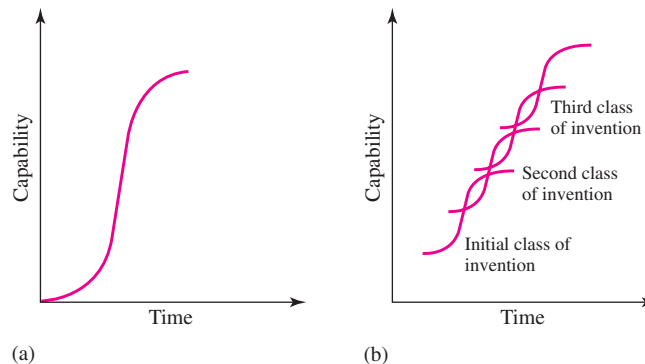 Capability
Time
(a)
Capability
Third class
of invention
Second class
of invention
Initial class of
invention
Time
(b)